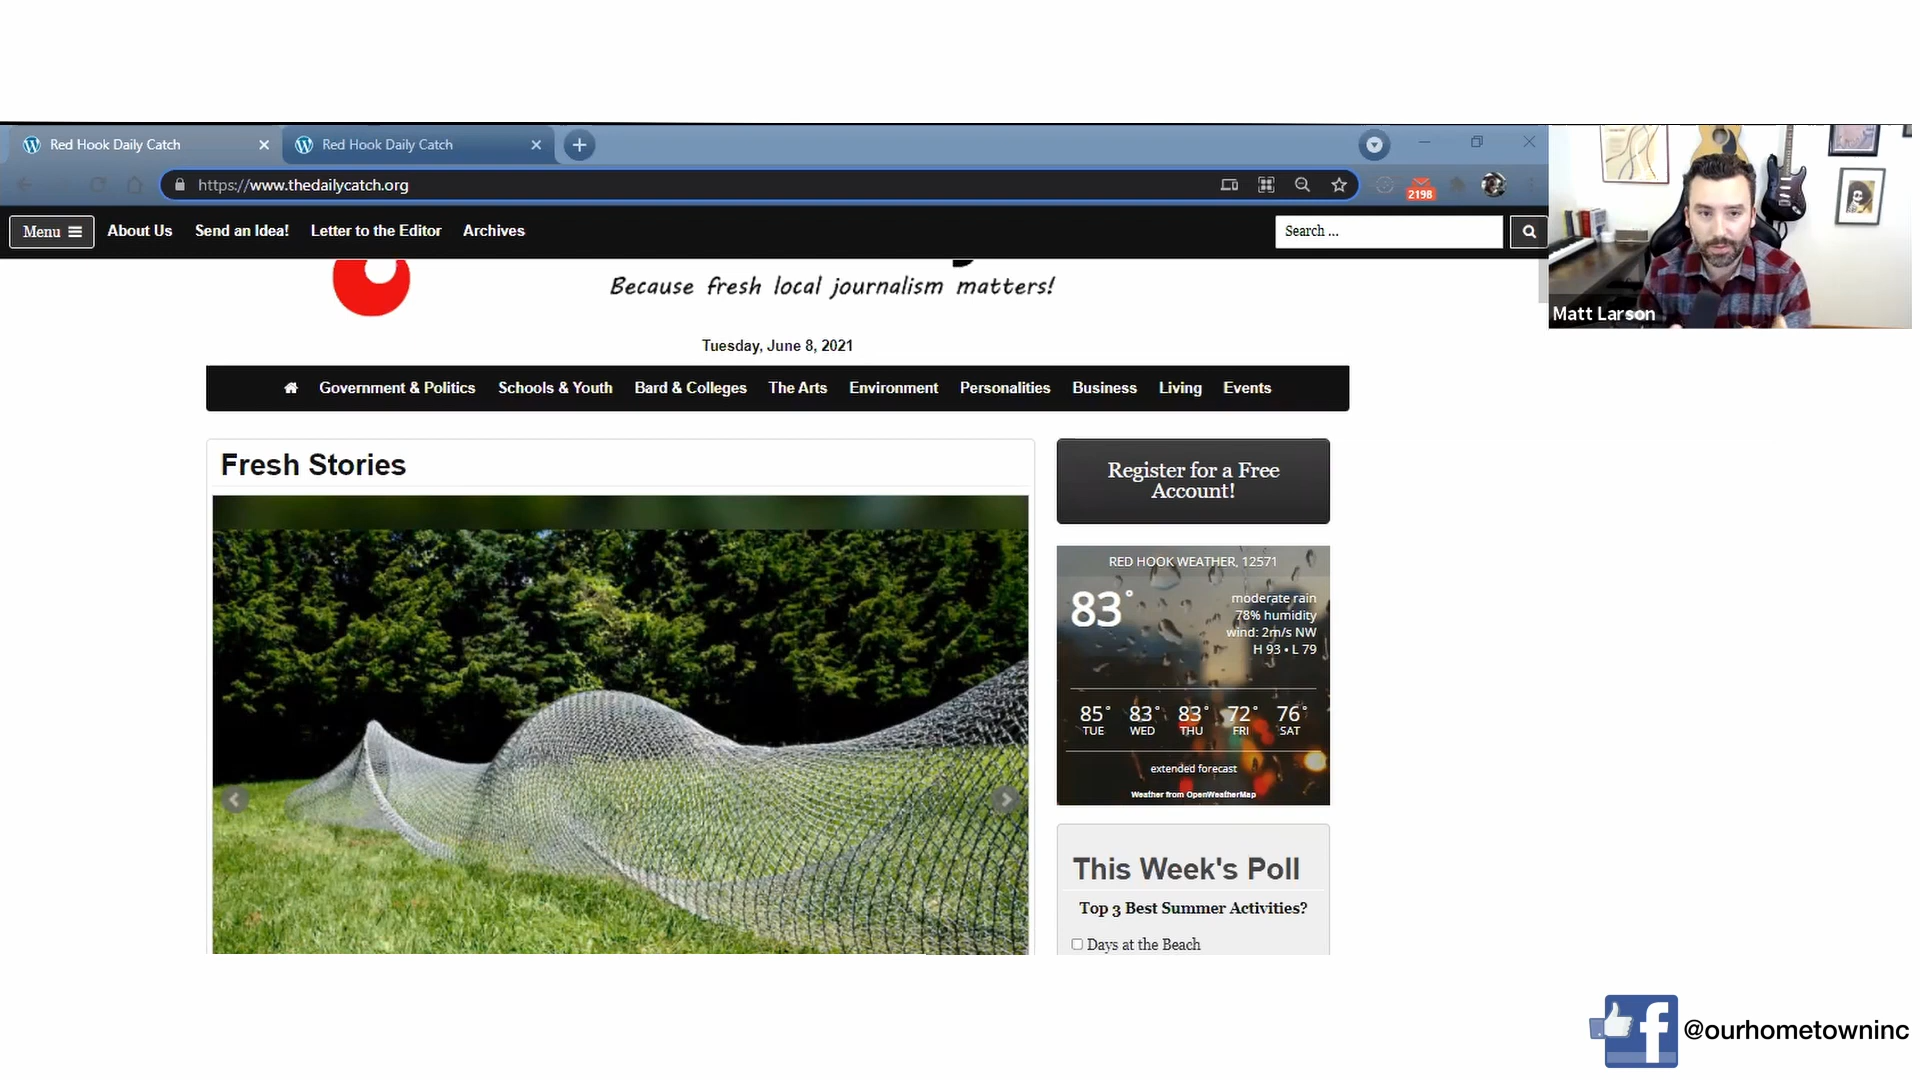 Red Hook Daily Catch
Red Hook Daily Catch
https://www.thedailycatch.org
2198
Menu
About Us
Send an Idea!
Letter to the Editor
Archives
Search ...
Matt Larson
Because fresh local journalism matters!
Tuesday, June 8, 2021
Government & Politics
Schools & Youth
Bard & Colleges
The Arts
Environment
Personalities
Business
Living
Events
Fresh Stories
Register for a Free
Account!
RED HOOK WEATHER, 12571
83°
moderate rain
78% humidity
wind: 2m/s NW
H 93 • L 79
85° 83° 83° 72° 76°
TUE WED THU FRI SAT
extended forecast
Weather from OpenWeatherMap
This Week's Poll
Top 3 Best Summer Activities?
Days at the Beach
f
@ourhometowninc